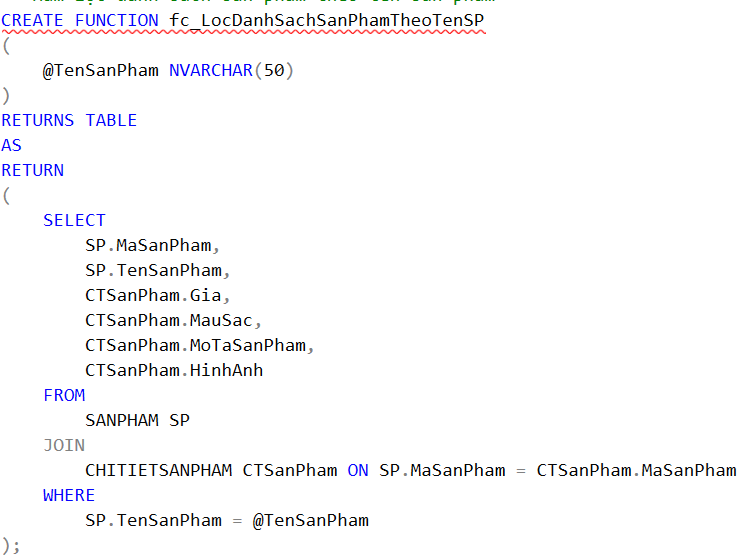 CREATE FUNCTION fc_LocDanhSachSanPhamTheoTenSP
(
    @TenSanPham NVARCHAR(50)
)
RETURNS TABLE
AS
RETURN
(
    SELECT
        SP.MaSanPham,
        SP.TenSanPham,
        CTSanPham.Gia,
        CTSanPham.MauSac,
        CTSanPham.MoTaSanPham,
        CTSanPham.HinhAnh
    FROM
        SANPHAM SP
    JOIN
        CHITIETSANPHAM CTSanPham ON SP.MaSanPham = CTSanPham.MaSanPham
    WHERE
        SP.TenSanPham = @TenSanPham
);